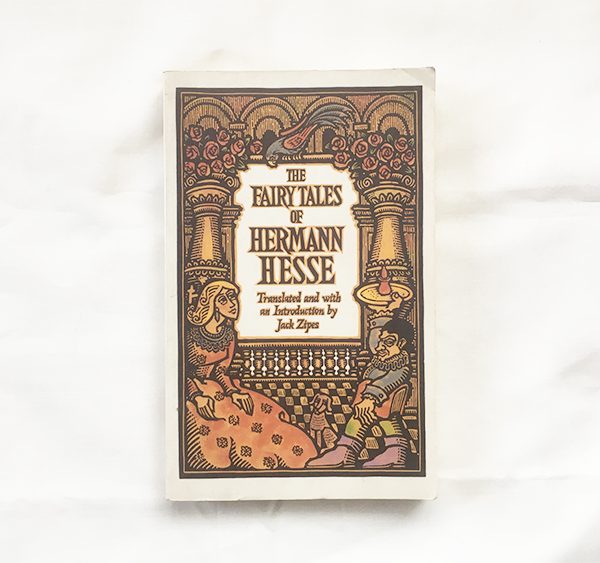 THE
FAIRY TALES
OF
HERMANN
HESSE
Translated and with
an Introduction by
Jack Zipes